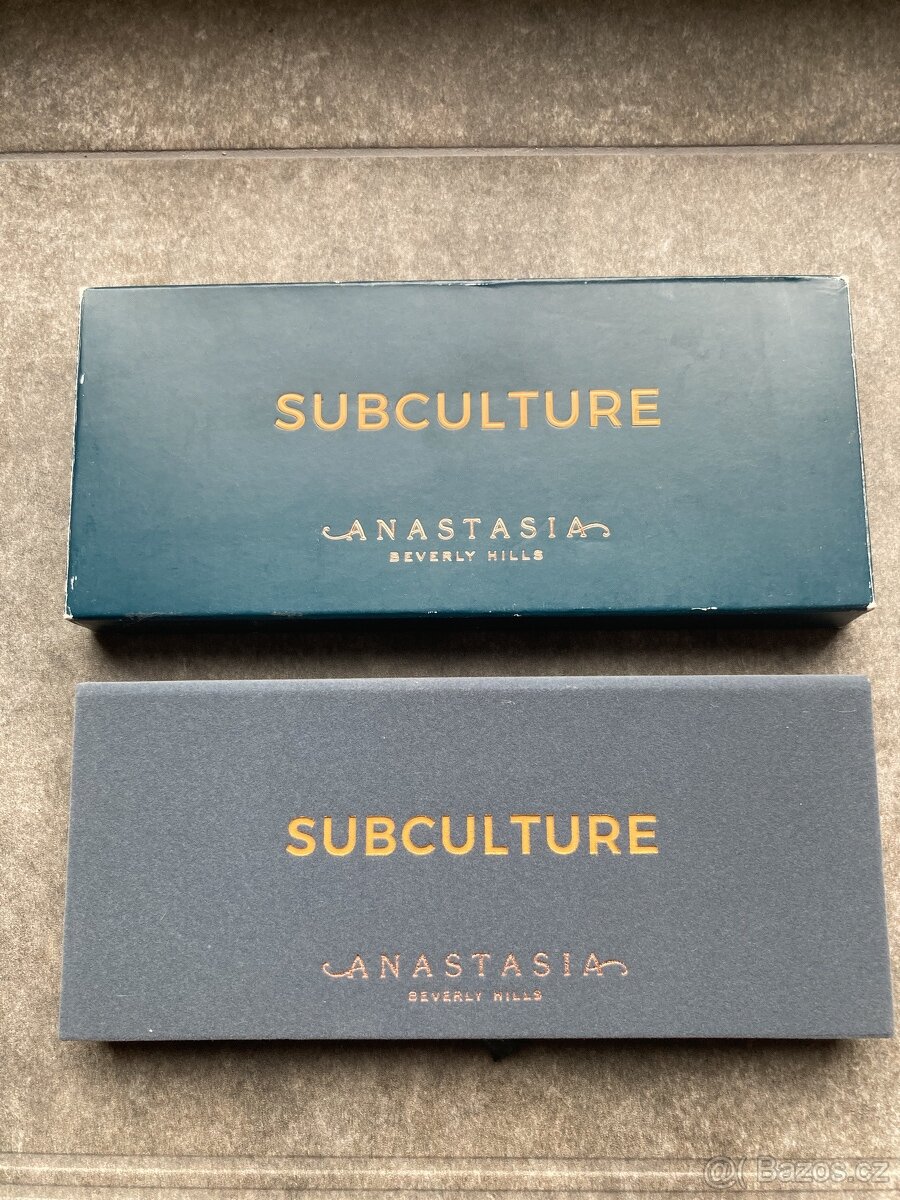 SUBCULTURE
ANASTASIA
BEVERLY HILLS
SUBCULTURE
ANASTASIA
BEVERLY HILLS
@( Bazos.cz